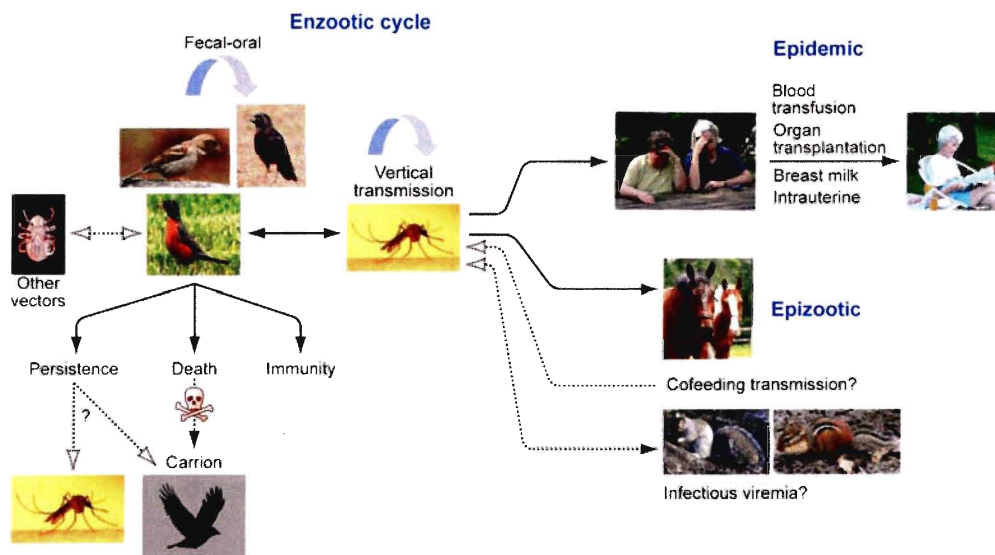 Enzootic cycle
Fecal-oral
Vertical
transmission
Other
vectors
Persistence
Death
Immunity
?
Carrion
Epidemic
Blood
transfusion
Organ
transplantation
Breast milk
Intrauterine
Epizootic
Cofeeding transmission?
Infectious viremia?